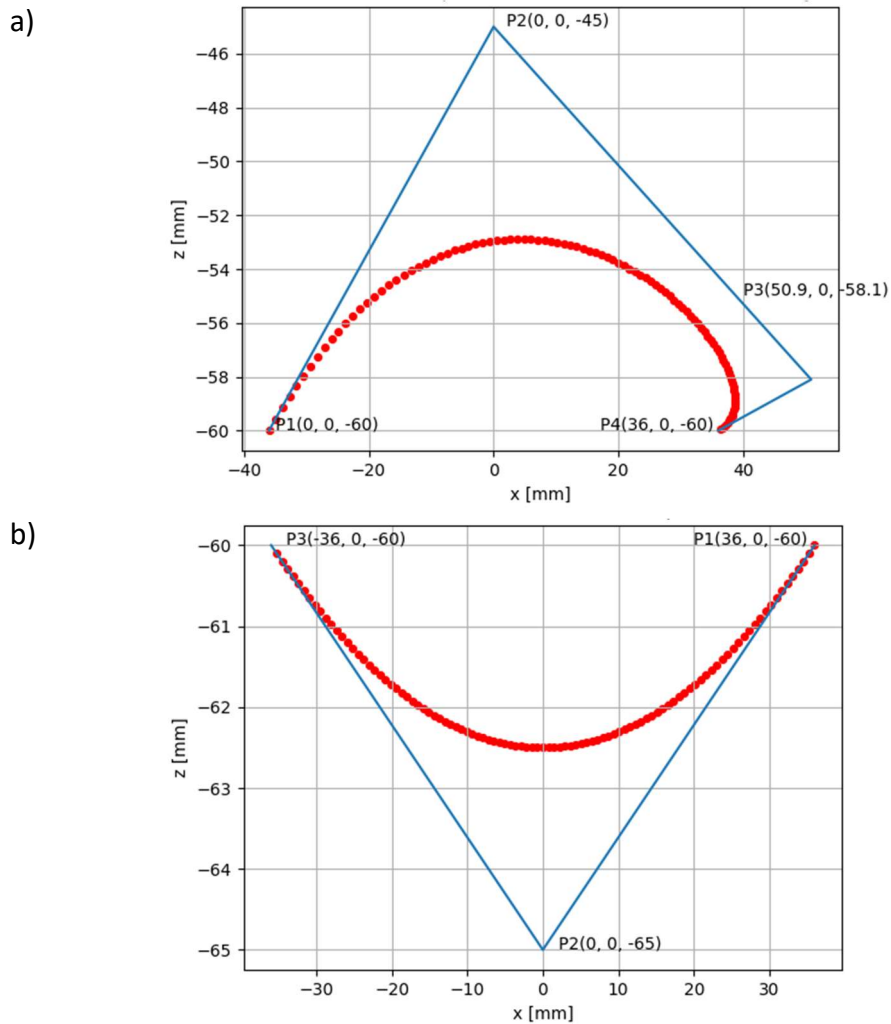 a)
P2(0, 0, -45)
−46
−48
−50
−52
−54
−56
−58
−60
z [mm]
P3(50.9, 0, -58.1)
P1(0, 0, -60)
P4(36, 0, -60)
−40
−20
0
20
40
x [mm]
b)
−60
−61
−62
−63
−64
−65
z [mm]
P3(-36, 0, -60)
P1(36, 0, -60)
P2(0, 0, -65)
−30
−20
−10
0
10
20
30
x [mm]